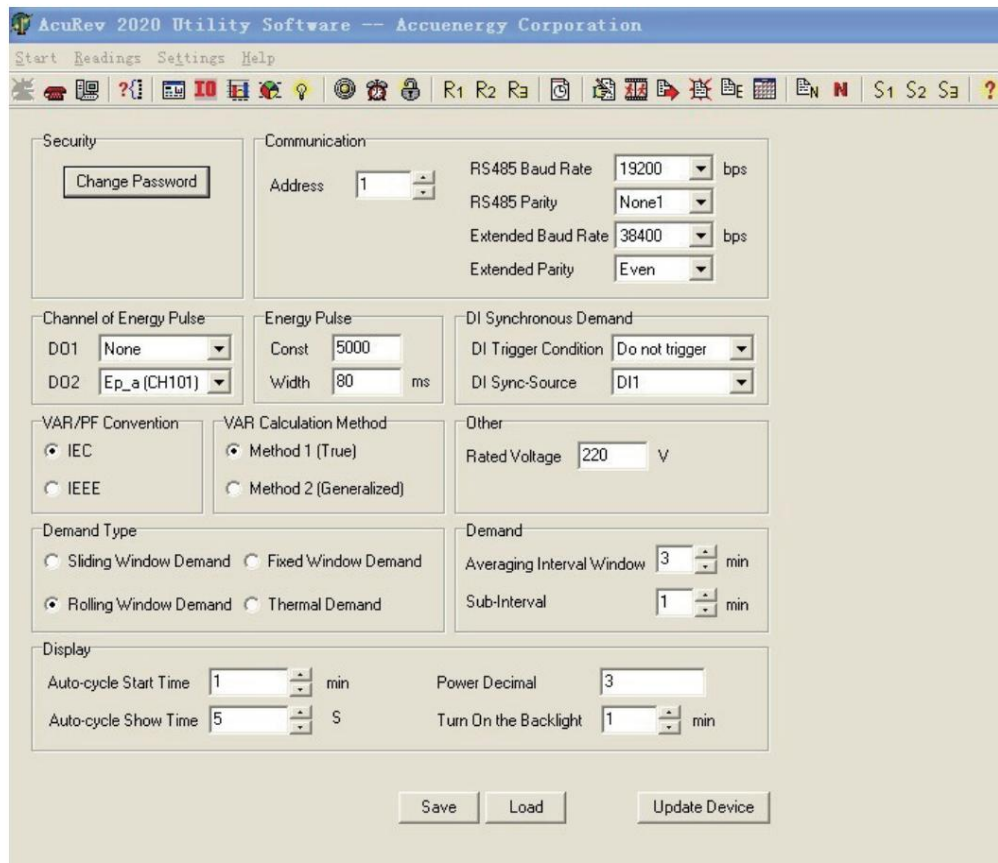 AcuRev 2020 Utility Software -- Accuenergy Corporation
Start Readings Settings Help
?{ IO R1 R2 R3 E N N S1 S2 S3 ?
Security
Change Password
Communication
Address 1
RS485 Baud Rate 19200 bps
RS485 Parity None1
Extended Baud Rate 38400 bps
Extended Parity Even
Channel of Energy Pulse
DO1 None
DO2 Ep_a (CH101)
Energy Pulse
Const 5000
Width 80 ms
DI Synchronous Demand
DI Trigger Condition Do not trigger
DI Sync-Source DI1
VAR/PF Convention
IEC
IEEE
VAR Calculation Method
Method 1 (True)
Method 2 (Generalized)
Other
Rated Voltage 220 V
Demand Type
Sliding Window Demand Fixed Window Demand
Rolling Window Demand Thermal Demand
Demand
Averaging Interval Window 3 min
Sub-Interval 1 min
Display
Auto-cycle Start Time 1 min
Power Decimal 3
Auto-cycle Show Time 5 S
Turn On the Backlight 1 min
Save Load Update Device